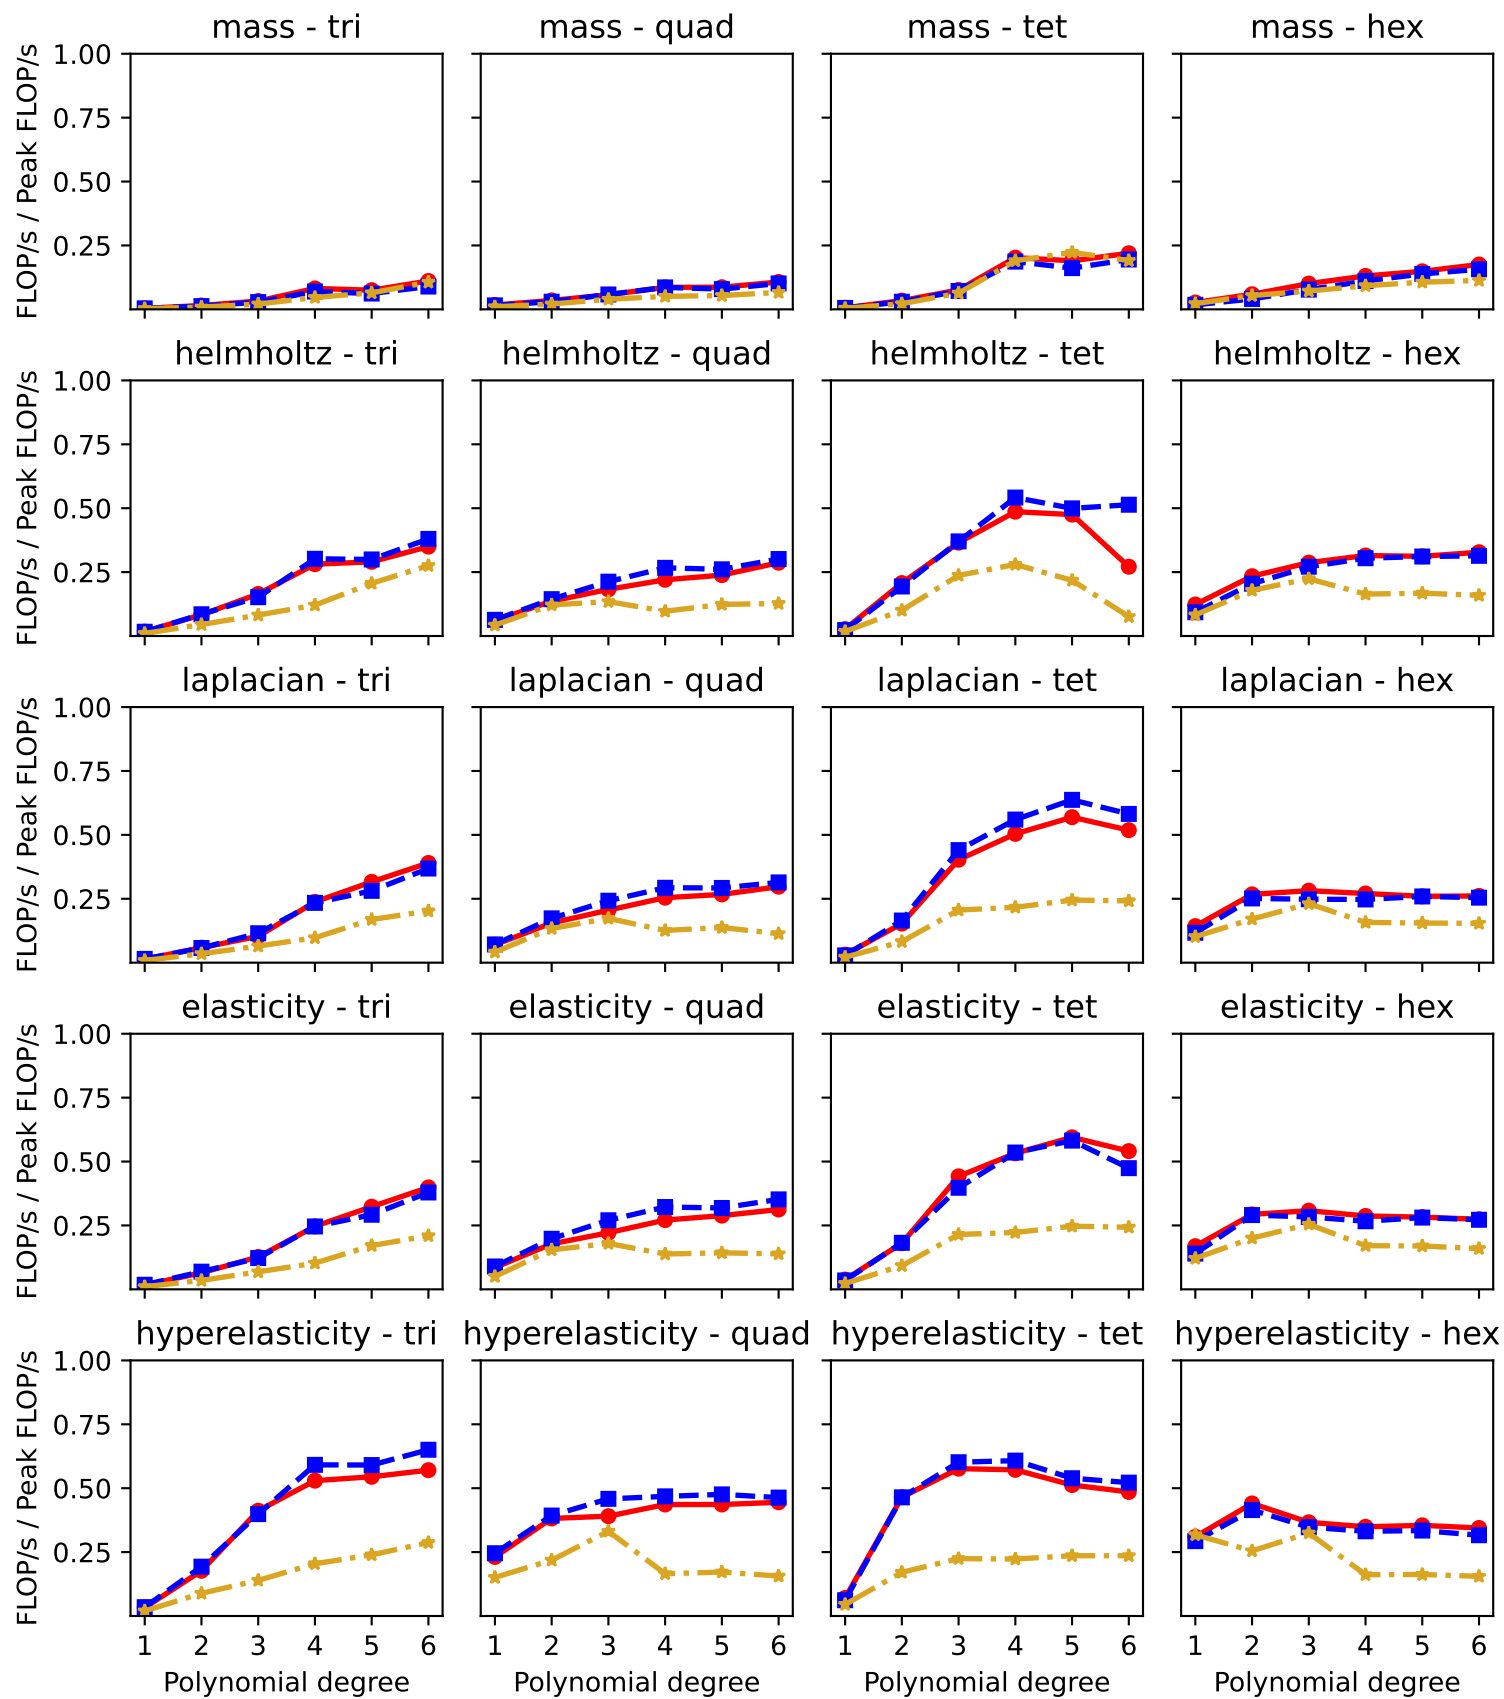 mass - tri mass - quad mass - tet mass - hex
FLOP/s / Peak FLOP/s
1.00
0.75
0.50
0.25
helmholtz - tri helmholtz - quad helmholtz - tet helmholtz - hex
FLOP/s / Peak FLOP/s
1.00
0.75
0.50
0.25
laplacian - tri laplacian - quad laplacian - tet laplacian - hex
FLOP/s / Peak FLOP/s
1.00
0.75
0.50
0.25
elasticity - tri elasticity - quad elasticity - tet elasticity - hex
FLOP/s / Peak FLOP/s
1.00
0.75
0.50
0.25
hyperelasticity - tri hyperelasticity - quad hyperelasticity - tet hyperelasticity - hex
FLOP/s / Peak FLOP/s
1.00
0.75
0.50
0.25
1 2 3 4 5 6 1 2 3 4 5 6 1 2 3 4 5 6 1 2 3 4 5 6
Polynomial degree Polynomial degree Polynomial degree Polynomial degree